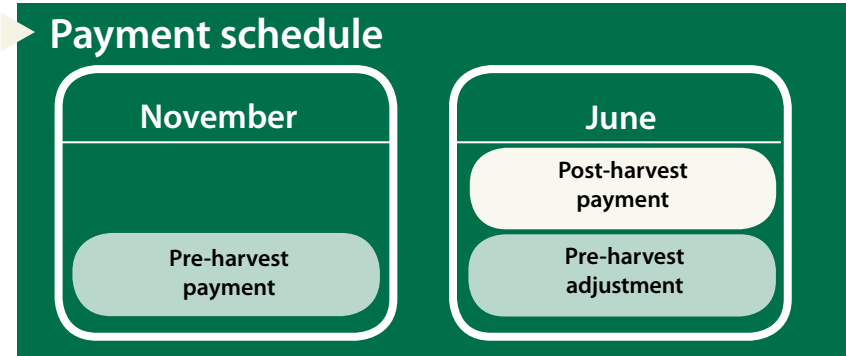 Payment schedule
November
Pre-harvest
payment
June
Post-harvest
payment
Pre-harvest
adjustment